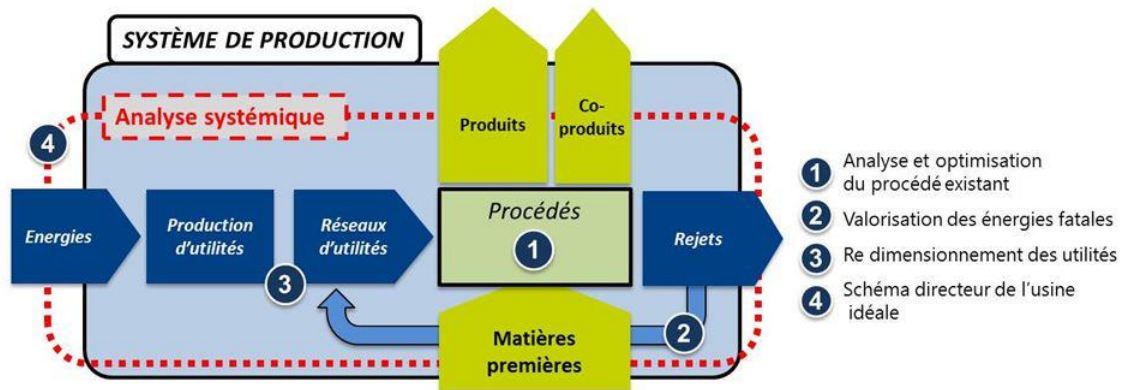 SYSTÈME DE PRODUCTION
Analyse systémique
4
Produits
Co-
produits
Energies
Production
d'utilités
Réseaux
d'utilités
3
Procédés
1
Rejets
Matières
premières
2
1 Analyse et optimisation
du procédé existant
2 Valorisation des énergies fatales
3 Re dimensionnement des utilités
4 Schéma directeur de l'usine
idéale